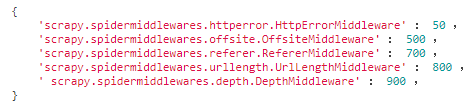 {
'scrapy.spidermiddlewares.httperror.HttpErrorMiddleware' : 50 ,
'scrapy.spidermiddlewares.offsite.OffsiteMiddleware' : 500 ,
'scrapy.spidermiddlewares.referer.RefererMiddleware' : 700 ,
'scrapy.spidermiddlewares.urllength.UrlLengthMiddleware' : 800 ,
' scrapy.spidermiddlewares.depth.DepthMiddleware' : 900 ,
}